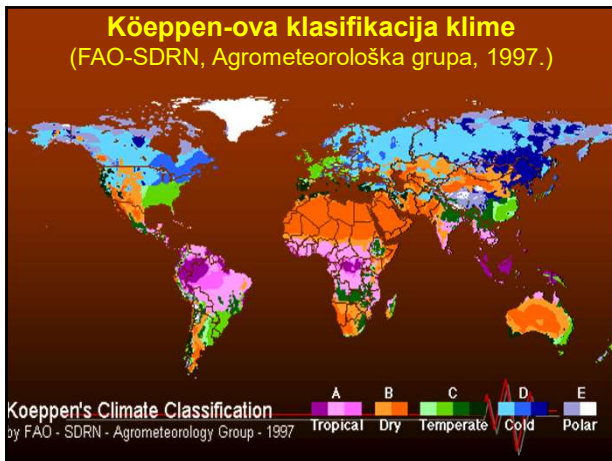 Köeppen-ova klasifikacija klime
(FAO-SDRN, Agrometeorološka grupa, 1997.)
A B C D E
Koeppen's Climate Classification
Tropical Dry Temperate Cold Polar
by FAO - SDRN - Agrometeorology Group - 1997